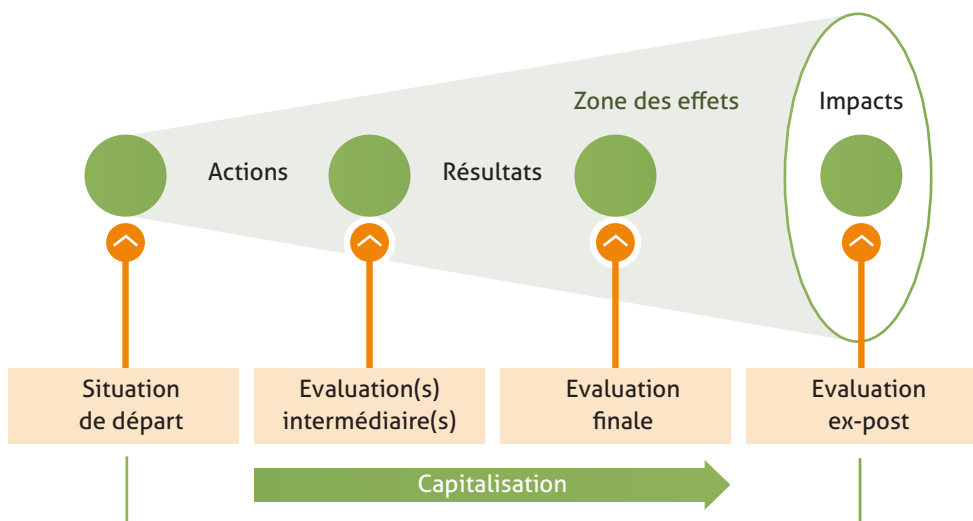 Zone des effets
Impacts
Actions
Résultats
Situation
de départ
Evaluation(s)
intermédiaire(s)
Evaluation
finale
Evaluation
ex-post
Capitalisation